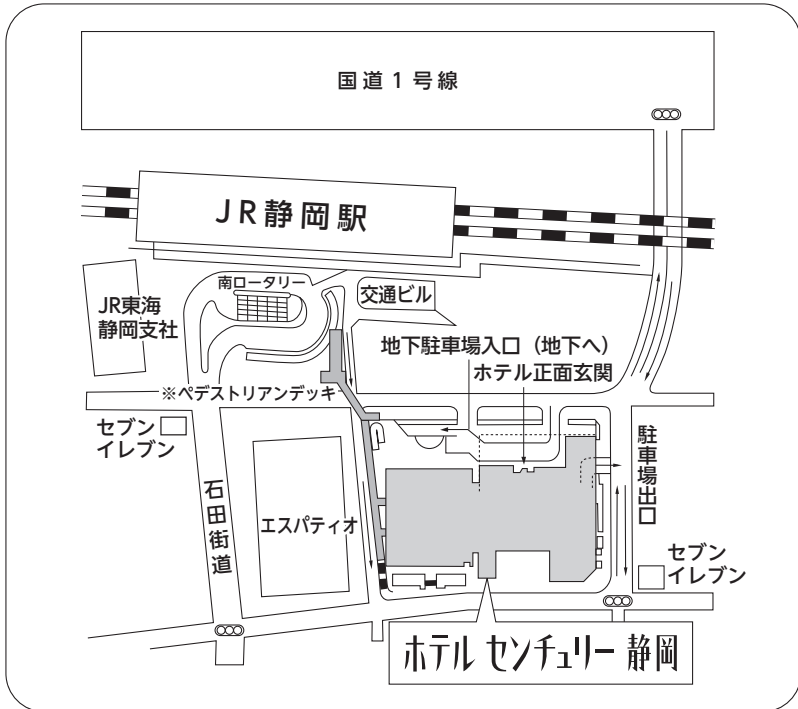 国道1号線
JR静岡駅
南ロータリー
交通ビル
JR東海
静岡支社
地下駐車場入口（地下へ）
ホテル正面玄関
※ペデストリアンデッキ
セブン
イレブン
石田街道
エスパティオ
駐車場出口
セブン
イレブン
ホテル センチュリー 静岡